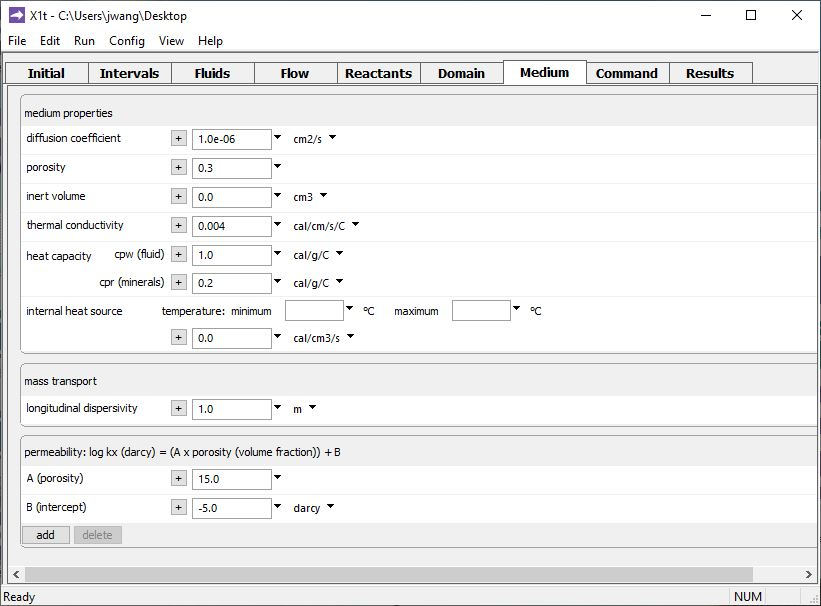 X1t - C:\Users\jwang\Desktop
File Edit Run Config View Help
Initial Intervals Fluids Flow Reactants Domain Medium Command Results
medium properties
diffusion coefficient + 1.0e-06 cm2/s
porosity + 0.3
inert volume + 0.0 cm3
thermal conductivity + 0.004 cal/cm/s/C
heat capacity cpw (fluid) + 1.0 cal/g/C
cpr (minerals) + 0.2 cal/g/C
internal heat source temperature: minimum ºC maximum ºC
+ 0.0 cal/cm3/s
mass transport
longitudinal dispersivity + 1.0 m
permeability: log kx (darcy) = (A x porosity (volume fraction)) + B
A (porosity) + 15.0
B (intercept) + -5.0 darcy
add delete
Ready NUM